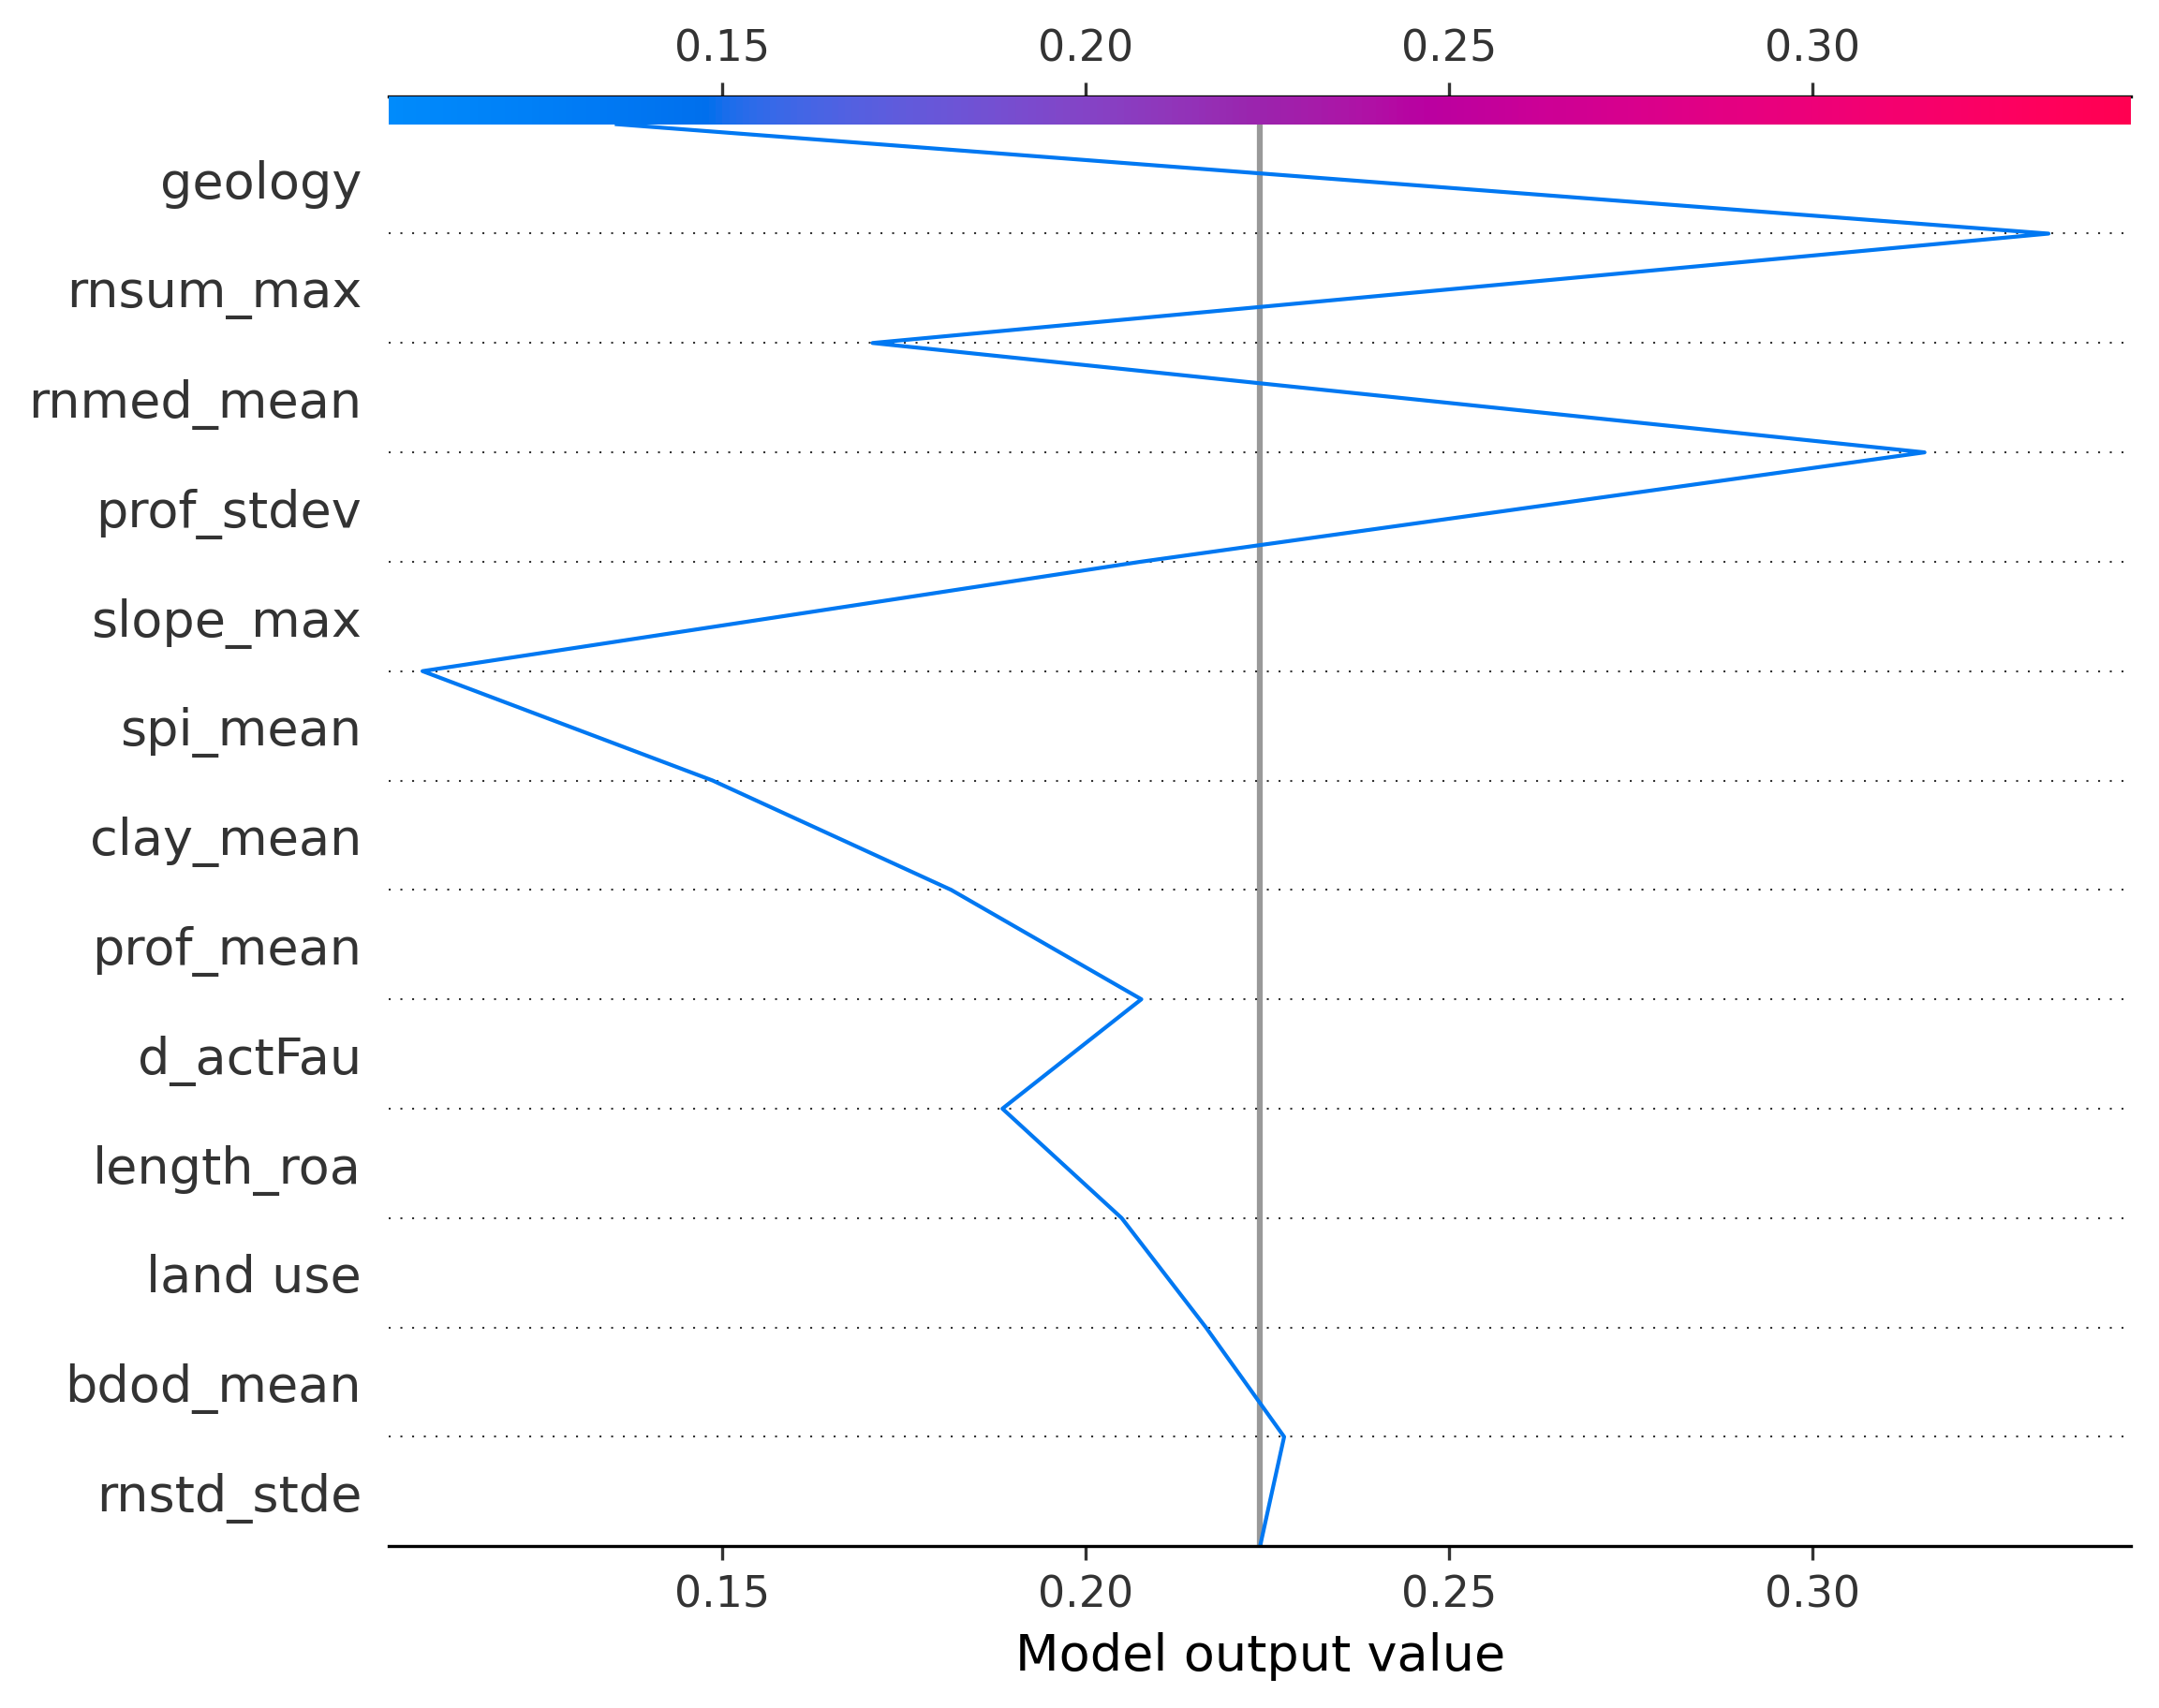 0.15 0.20 0.25 0.30
geology
rnsum_max
rnmed_mean
prof_stdev
slope_max
spi_mean
clay_mean
prof_mean
d_actFau
length_roa
land use
bdod_mean
rnstd_stde
0.15 0.20 0.25 0.30
Model output value